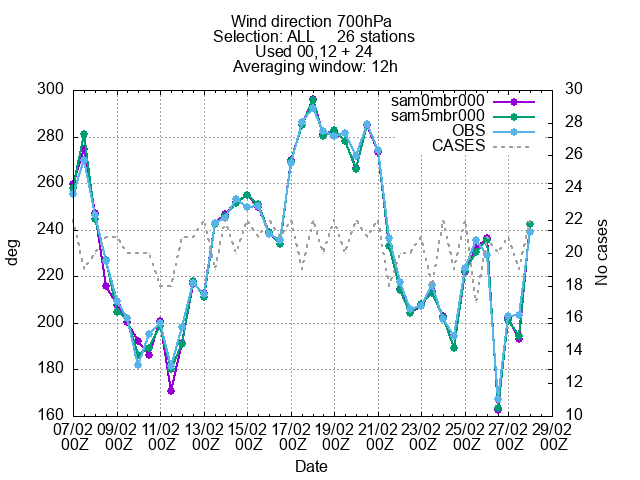 Wind direction 700hPa
Selection: ALL 26 stations
Used 00,12 + 24
Averaging window: 12h
300
280
260
240
220
200
180
160
30
28
26
24
22
20
18
16
14
12
10
sam0mbr000
sam5mbr000
OBS
CASES
deg
No cases
07/02 09/02 11/02 13/02 15/02 17/02 19/02 21/02 23/02 25/02 27/02 29/02
00Z 00Z 00Z 00Z 00Z 00Z 00Z 00Z 00Z 00Z 00Z 00Z
Date